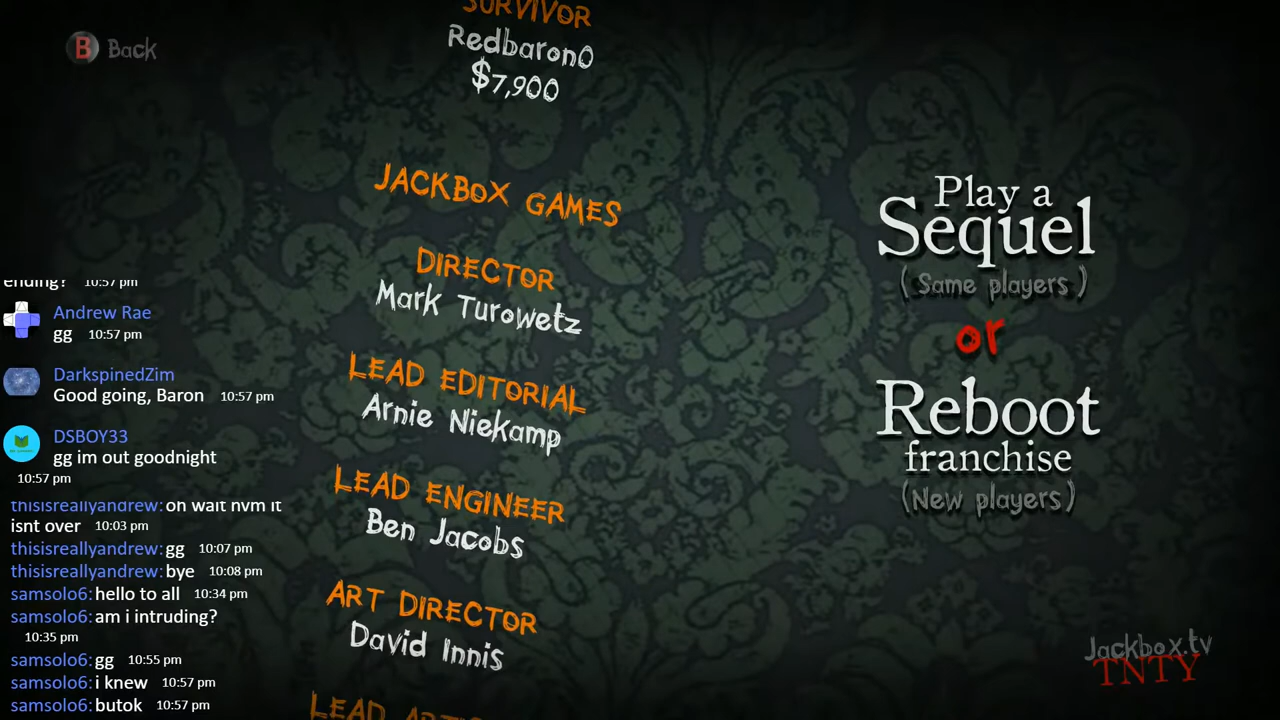 B Back
SURVIVOR
Redbaron0
$7,900
JACKBOX GAMES
DIRECTOR
Mark Turowetz
LEAD EDITORIAL
Arnie Niekamp
LEAD ENGINEER
Ben Jacobs
ART DIRECTOR
David Innis
LEAD ARTIST
Play a
Sequel
(Same players)
or
Reboot
franchise
(New players)
Jackbox.tv
TNTY
ending? 10:57 pm
Andrew Rae
gg 10:57 pm
DarkspinedZim
Good going, Baron 10:57 pm
DSBOY33
gg im out goodnight
10:57 pm
thisisreallyandrew: oh wait nvm it
isnt over 10:03 pm
thisisreallyandrew: gg 10:07 pm
thisisreallyandrew: bye 10:08 pm
samsolo6: hello to all 10:34 pm
samsolo6: am i intruding?
10:35 pm
samsolo6: gg 10:55 pm
samsolo6: i knew 10:57 pm
samsolo6: butok 10:57 pm